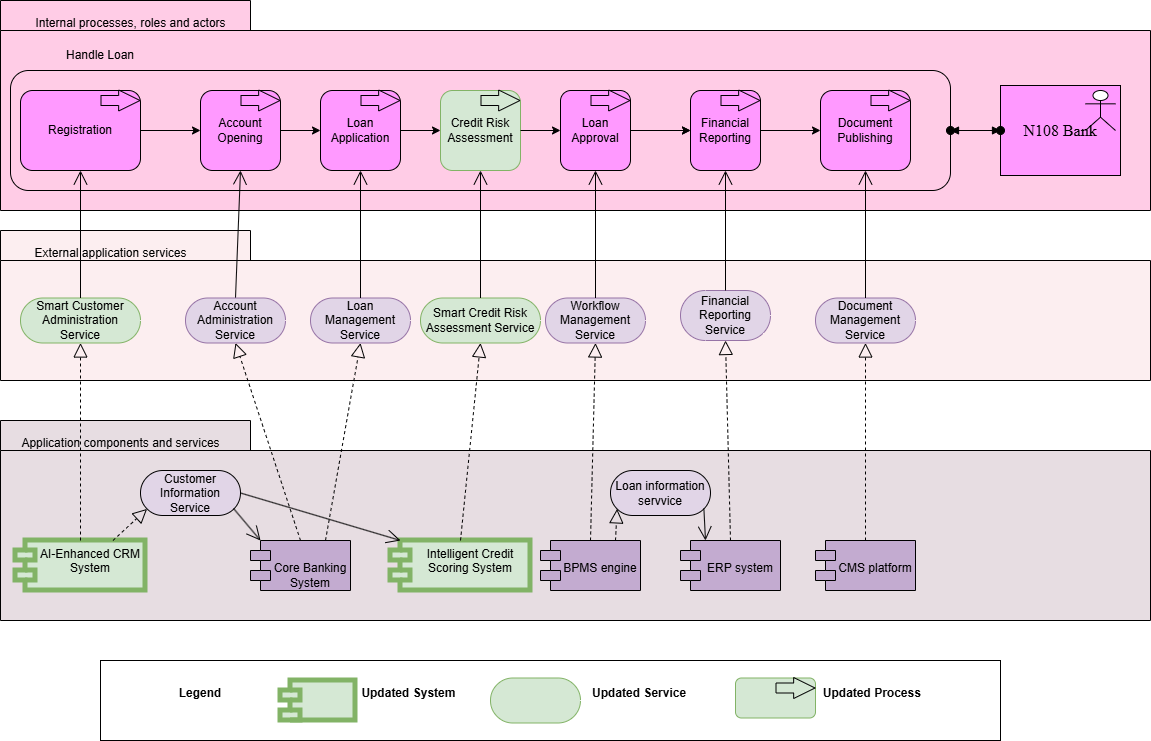 Internal processes, roles and actors
Handle Loan
Registration
Account
Opening
Loan
Application
Credit Risk
Assessment
Loan
Approval
Financial
Reporting
Document
Publishing
N108 Bank
External application services
Smart Customer
Administration
Service
Account
Administration
Service
Loan
Management
Service
Smart Credit Risk
Assessment Service
Workflow
Management
Service
Financial
Reporting
Service
Document
Management
Service
Application components and services
Customer
Information
Service
Loan information
servvice
AI-Enhanced CRM
System
Core Banking
System
Intelligent Credit
Scoring System
BPMS engine
ERP system
CMS platform
Legend
Updated System
Updated Service
Updated Process